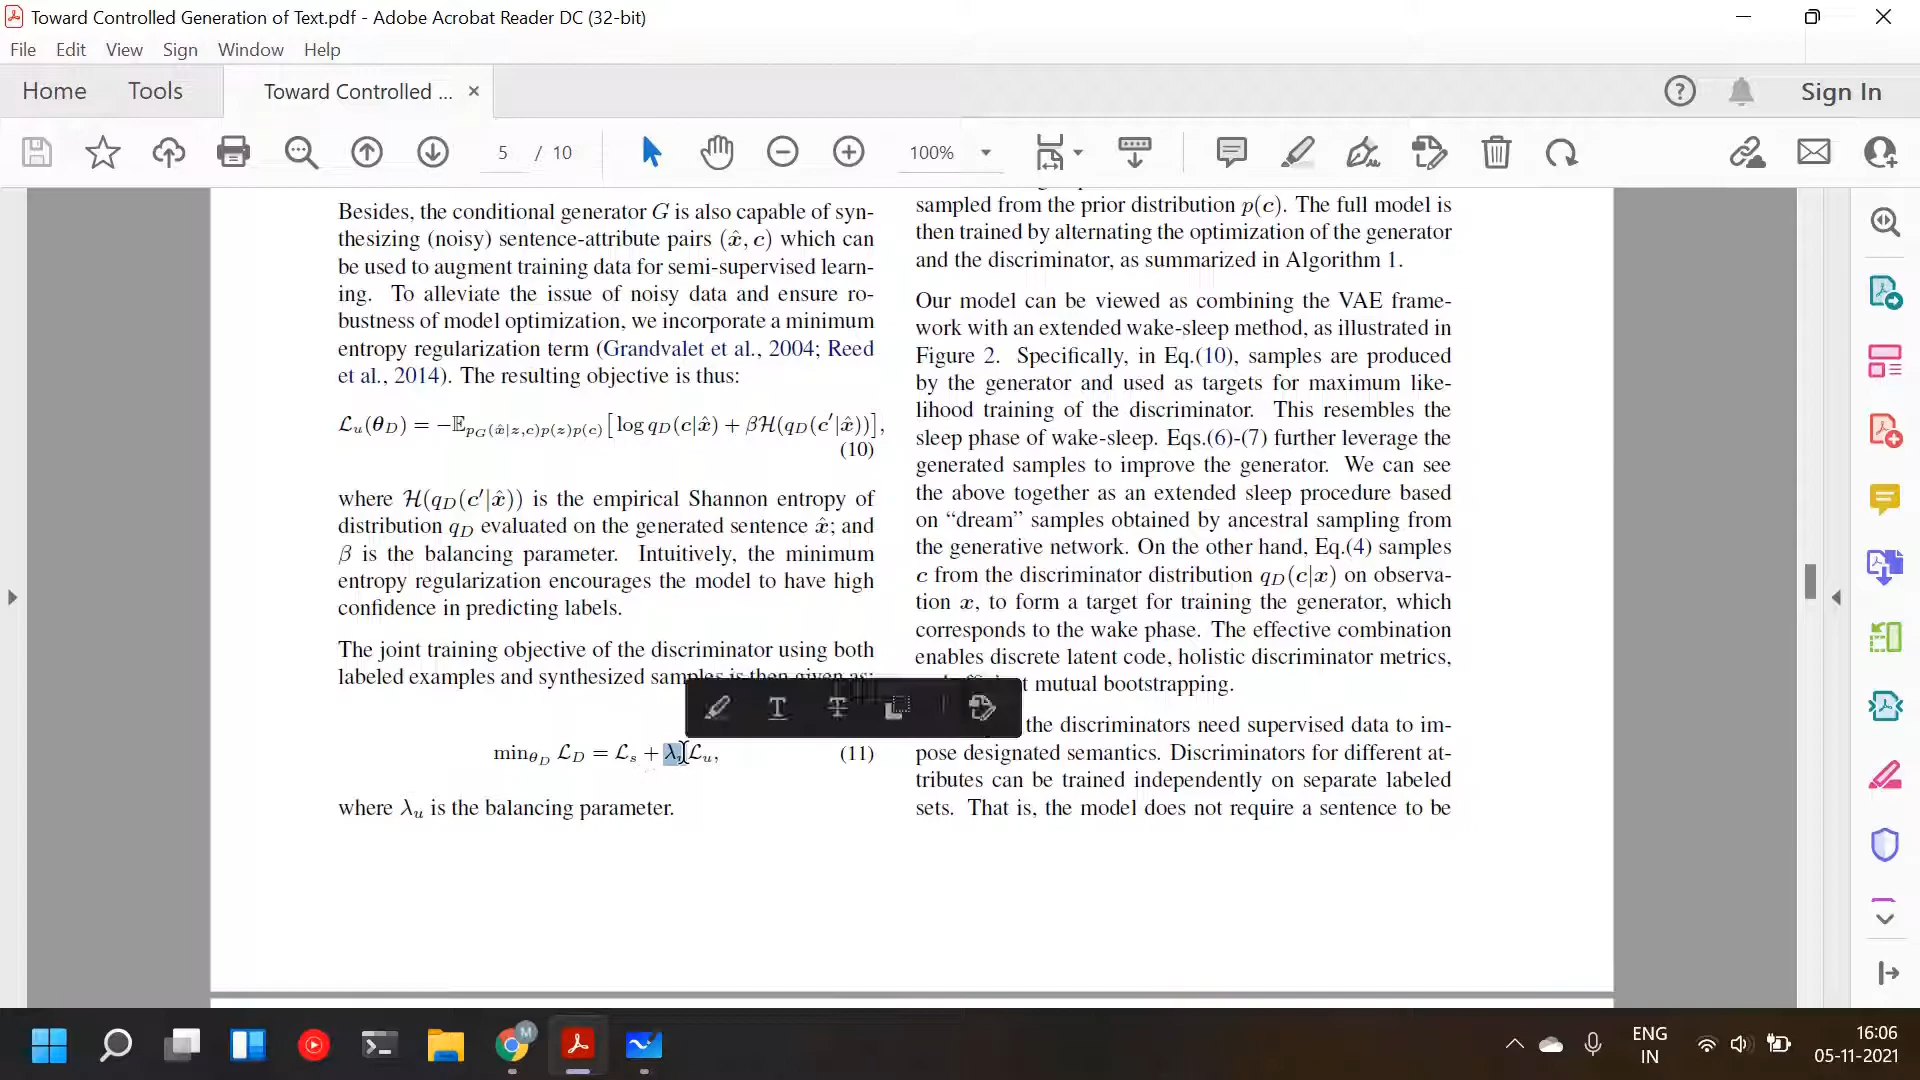 Toward Controlled Generation of Text.pdf - Adobe Acrobat Reader DC (32-bit)
File Edit View Sign Window Help
Home Tools Toward Controlled ... × Sign In
5 / 10 100%
Besides, the conditional generator G is also capable of syn-
thesizing (noisy) sentence-attribute pairs (x̂, c) which can
be used to augment training data for semi-supervised learn-
ing. To alleviate the issue of noisy data and ensure ro-
bustness of model optimization, we incorporate a minimum
entropy regularization term (Grandvalet et al., 2004; Reed
et al., 2014). The resulting objective is thus:
ℒu(θD) = −𝔼pG(x̂|z,c)p(z)p(c) [log qD(c|x̂) + βℋ(qD(c′|x̂))],
(10)
where ℋ(qD(c′|x̂)) is the empirical Shannon entropy of
distribution qD evaluated on the generated sentence x̂; and
β is the balancing parameter. Intuitively, the minimum
entropy regularization encourages the model to have high
confidence in predicting labels.
The joint training objective of the discriminator using both
labeled examples and synthesized samples is then given as:
minθD ℒD = ℒs + λ ℒu, (11)
where λu is the balancing parameter.
sampled from the prior distribution p(c). The full model is
then trained by alternating the optimization of the generator
and the discriminator, as summarized in Algorithm 1.
Our model can be viewed as combining the VAE frame-
work with an extended wake-sleep method, as illustrated in
Figure 2. Specifically, in Eq.(10), samples are produced
by the generator and used as targets for maximum like-
lihood training of the discriminator. This resembles the
sleep phase of wake-sleep. Eqs.(6)-(7) further leverage the
generated samples to improve the generator. We can see
the above together as an extended sleep procedure based
on “dream” samples obtained by ancestral sampling from
the generative network. On the other hand, Eq.(4) samples
c from the discriminator distribution qD(c|x) on observa-
tion x, to form a target for training the generator, which
corresponds to the wake phase. The effective combination
enables discrete latent code, holistic discriminator metrics,
mutual bootstrapping.
the discriminators need supervised data to im-
pose designated semantics. Discriminators for different at-
tributes can be trained independently on separate labeled
sets. That is, the model does not require a sentence to be
M
ENG
IN
16:06
05-11-2021